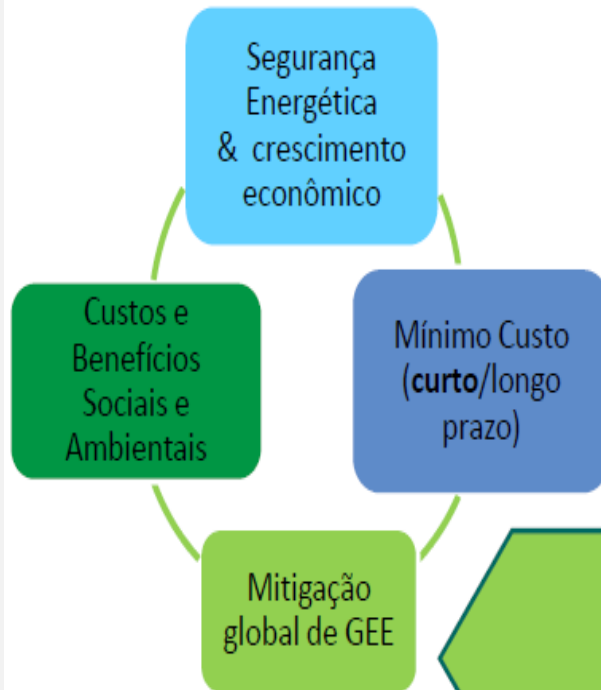 Segurança
Energética
& crescimento
econômico
Custos e
Benefícios
Sociais e
Ambientais
Mínimo Custo
(curto/longo
prazo)
Mitigação
global de GEE